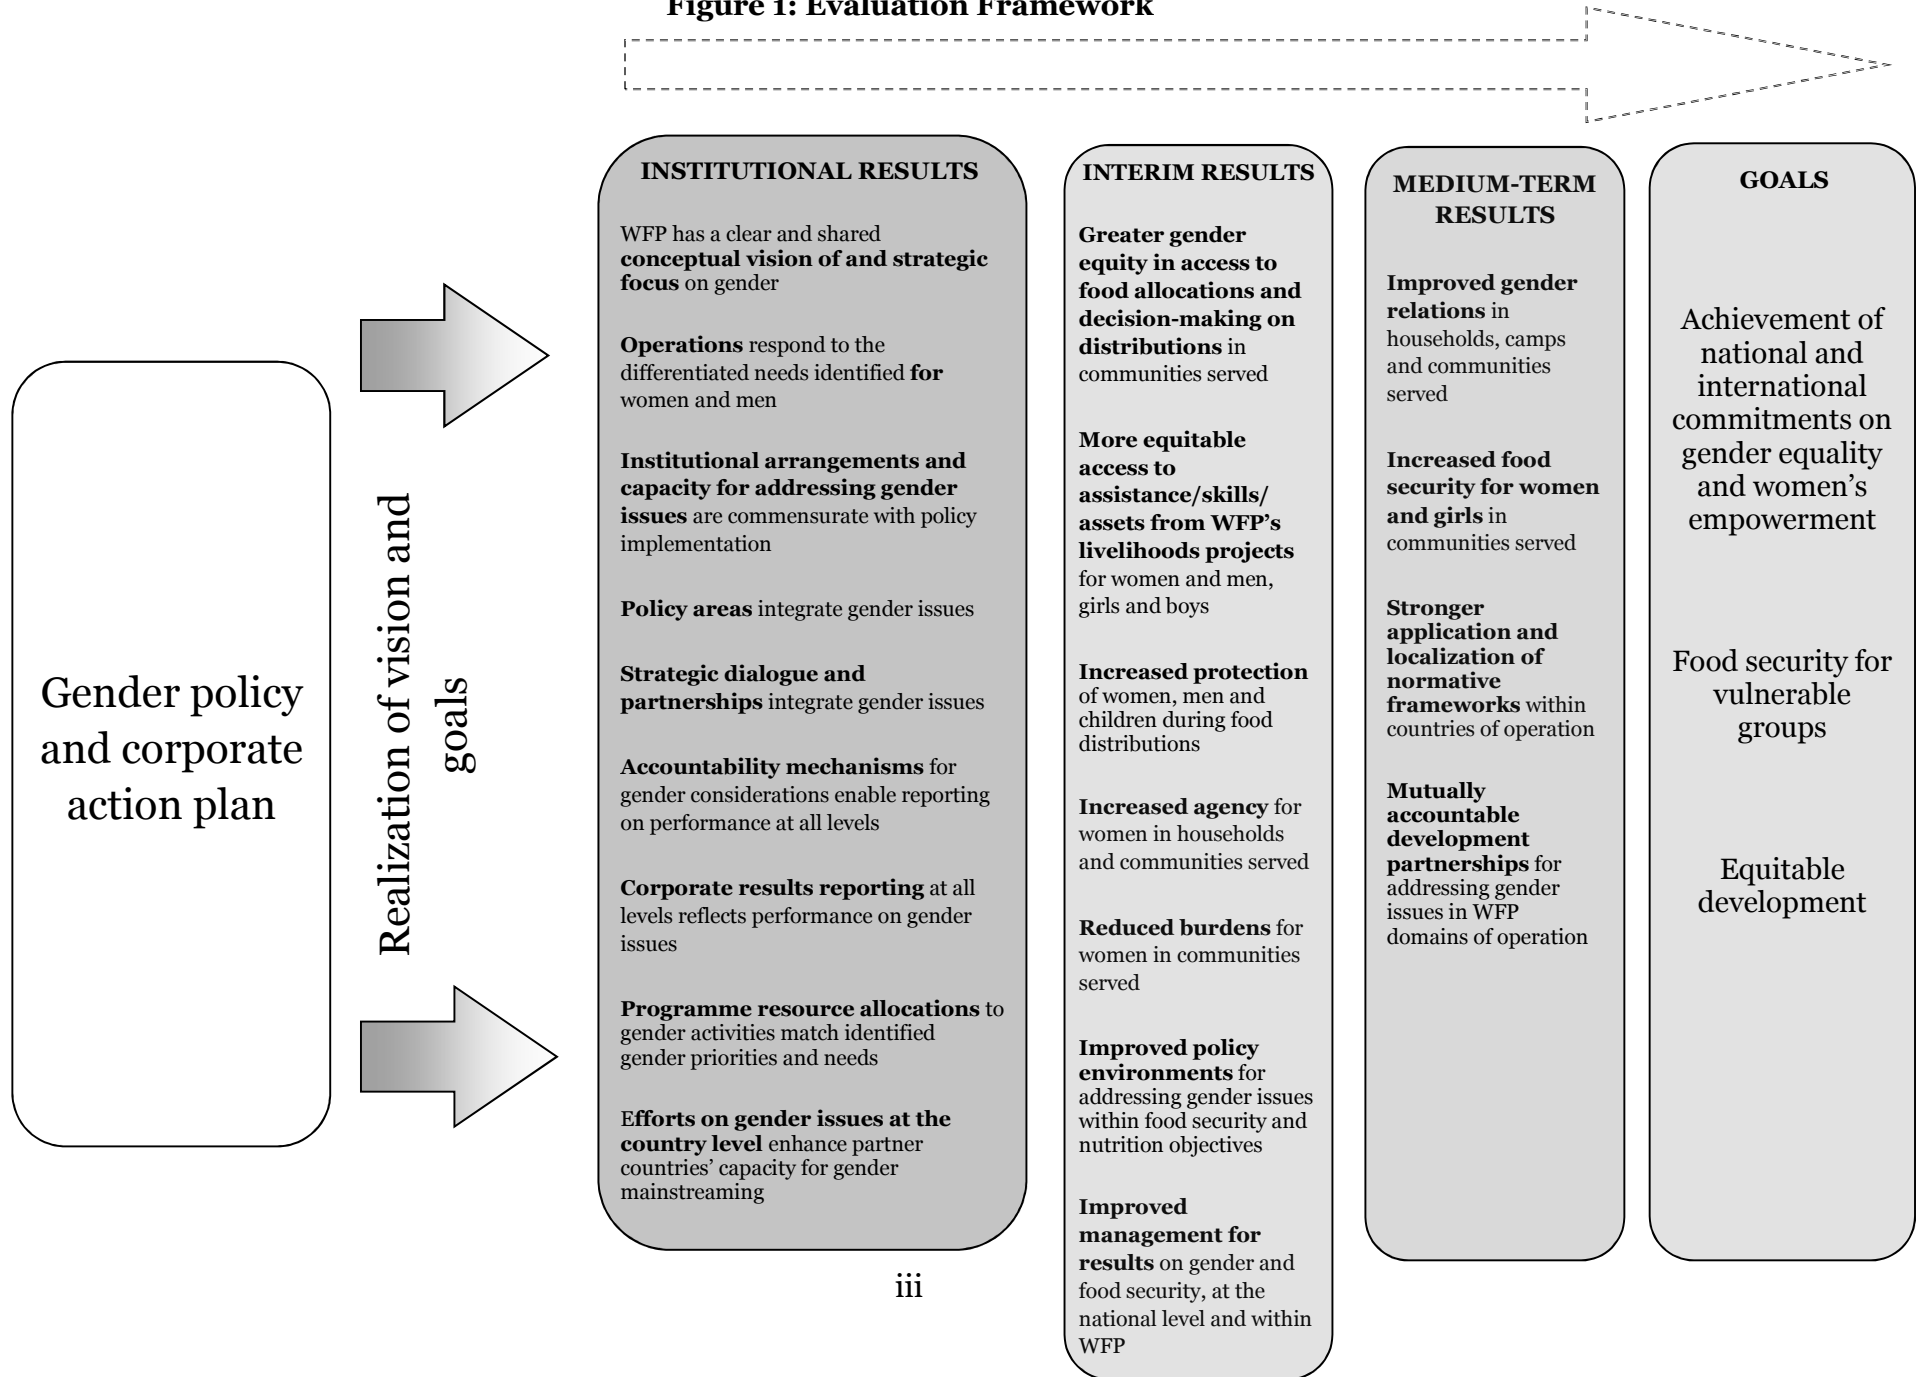 Figure 1: Evaluation Framework
Gender policy
and corporate
action plan
Realization of vision and
goals
INSTITUTIONAL RESULTS
WFP has a clear and shared
conceptual vision of and strategic
focus on gender
Operations respond to the
differentiated needs identified for
women and men
Institutional arrangements and
capacity for addressing gender
issues are commensurate with policy
implementation
Policy areas integrate gender issues
Strategic dialogue and
partnerships integrate gender issues
Accountability mechanisms for
gender considerations enable reporting
on performance at all levels
Corporate results reporting at all
levels reflects performance on gender
issues
Programme resource allocations to
gender activities match identified
gender priorities and needs
Efforts on gender issues at the
country level enhance partner
countries’ capacity for gender
mainstreaming
INTERIM RESULTS
Greater gender
equity in access to
food allocations and
decision-making on
distributions in
communities served
More equitable
access to
assistance/skills/
assets from WFP’s
livelihoods projects
for women and men,
girls and boys
Increased protection
of women, men and
children during food
distributions
Increased agency for
women in households
and communities served
Reduced burdens for
women in communities
served
Improved policy
environments for
addressing gender issues
within food security and
nutrition objectives
Improved
management for
results on gender and
food security, at the
national level and within
WFP
MEDIUM-TERM
RESULTS
Improved gender
relations in
households, camps
and communities
served
Increased food
security for women
and girls in
communities served
Stronger
application and
localization of
normative
frameworks within
countries of operation
Mutually
accountable
development
partnerships for
addressing gender
issues in WFP
domains of operation
GOALS
Achievement of
national and
international
commitments on
gender equality
and women’s
empowerment
Food security for
vulnerable
groups
Equitable
development
iii